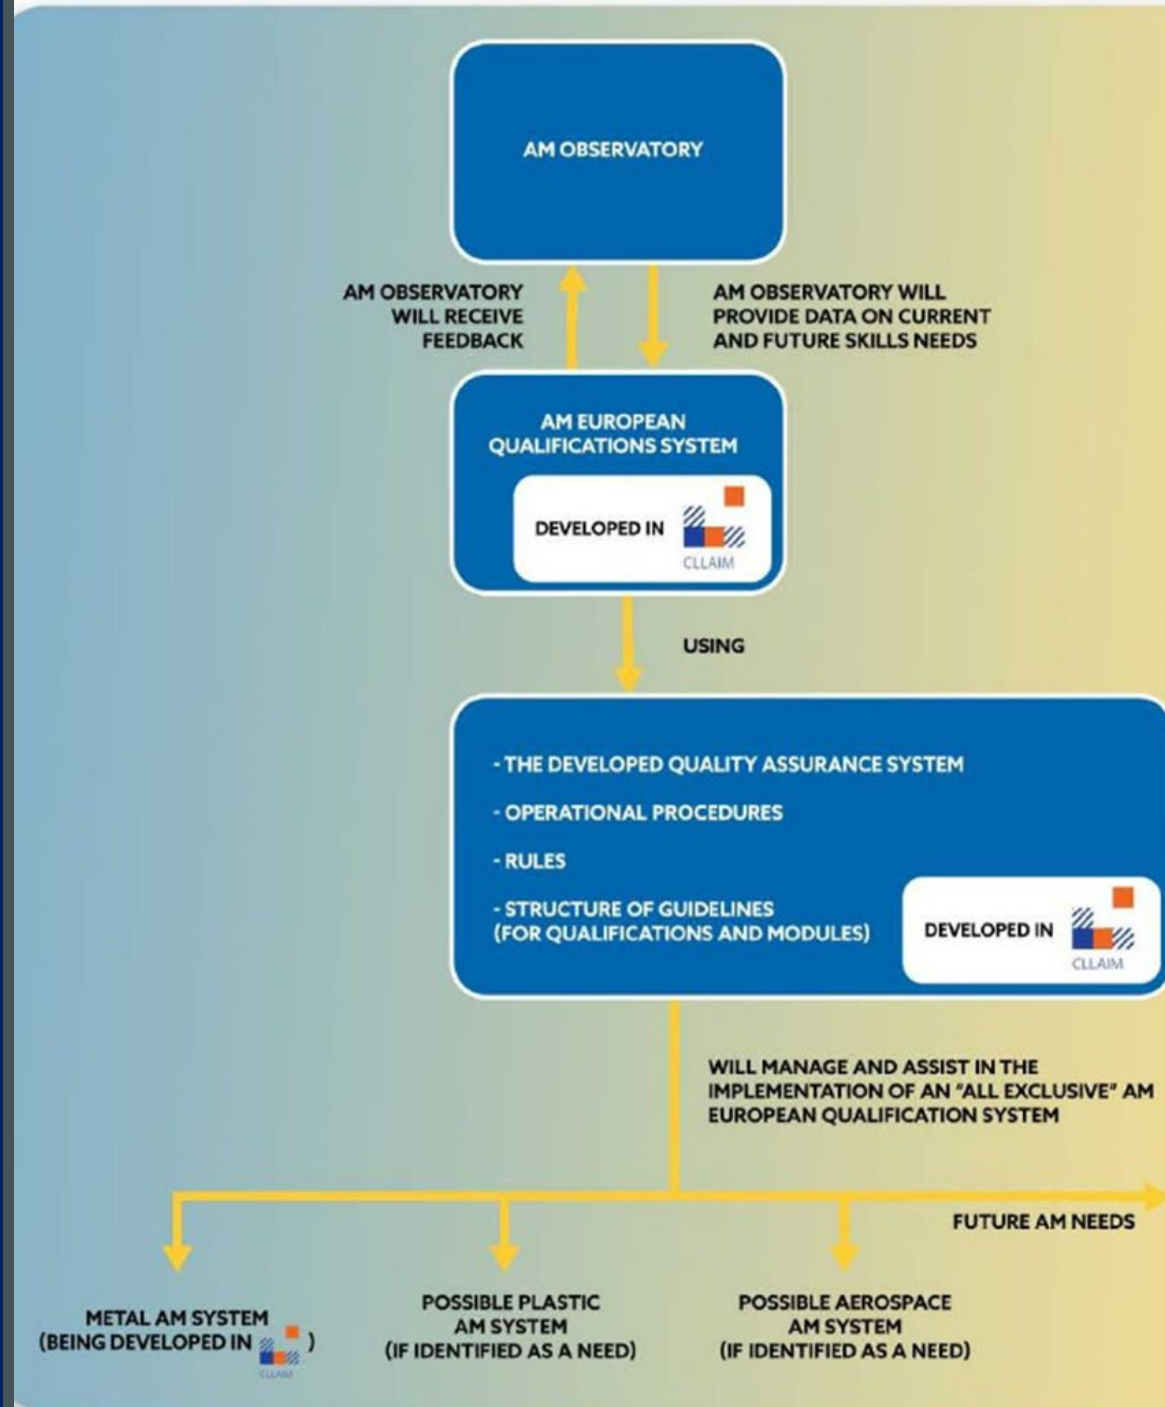 AM OBSERVATORY
AM OBSERVATORY
WILL RECEIVE
FEEDBACK
AM OBSERVATORY WILL
PROVIDE DATA ON CURRENT
AND FUTURE SKILLS NEEDS
AM EUROPEAN
QUALIFICATIONS SYSTEM
DEVELOPED IN
CLLAIM
USING
- THE DEVELOPED QUALITY ASSURANCE SYSTEM
- OPERATIONAL PROCEDURES
- RULES
- STRUCTURE OF GUIDELINES
(FOR QUALIFICATIONS AND MODULES)
DEVELOPED IN
CLLAIM
WILL MANAGE AND ASSIST IN THE
IMPLEMENTATION OF AN "ALL EXCLUSIVE" AM
EUROPEAN QUALIFICATION SYSTEM
FUTURE AM NEEDS
METAL AM SYSTEM
(BEING DEVELOPED IN )
CLLAIM
POSSIBLE PLASTIC
AM SYSTEM
(IF IDENTIFIED AS A NEED)
POSSIBLE AEROSPACE
AM SYSTEM
(IF IDENTIFIED AS A NEED)